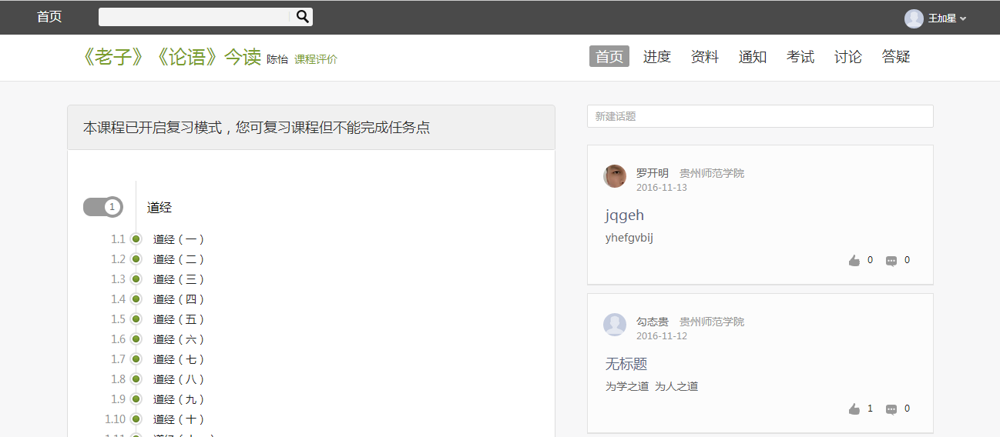 首页
王加星
《老子》《论语》今读 陈怡 课程评价
首页 进度 资料 通知 考试 讨论 答疑
本课程已开启复习模式，您可复习课程但不能完成任务点
1 道经
1.1 道经（一）
1.2 道经（二）
1.3 道经（三）
1.4 道经（四）
1.5 道经（五）
1.6 道经（六）
1.7 道经（七）
1.8 道经（八）
1.9 道经（九）
1.10 道经（十）
新建话题
罗开明 贵州师范学院
2016-11-13
jqgeh
yhefgvbij
0 0
勾态贵 贵州师范学院
2016-11-12
无标题
为学之道 为人之道
1 0